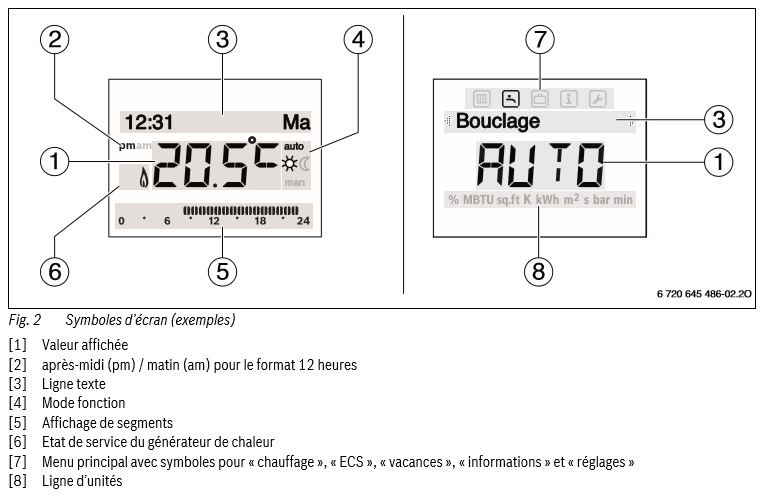 2
3
4
7
12:31 Ma
pm am
auto
Bouclage
3
1
20.5°C
man
AUTO
1
% MBTU sq.ft K kWh m² s bar min
0 · 6 · 12 · 18 · 24
6
5
8
6 720 645 486-02.2O
Fig. 2 Symboles d'écran (exemples)
[1] Valeur affichée
[2] après-midi (pm) / matin (am) pour le format 12 heures
[3] Ligne texte
[4] Mode fonction
[5] Affichage de segments
[6] Etat de service du générateur de chaleur
[7] Menu principal avec symboles pour « chauffage », « ECS », « vacances », « informations » et « réglages »
[8] Ligne d'unités